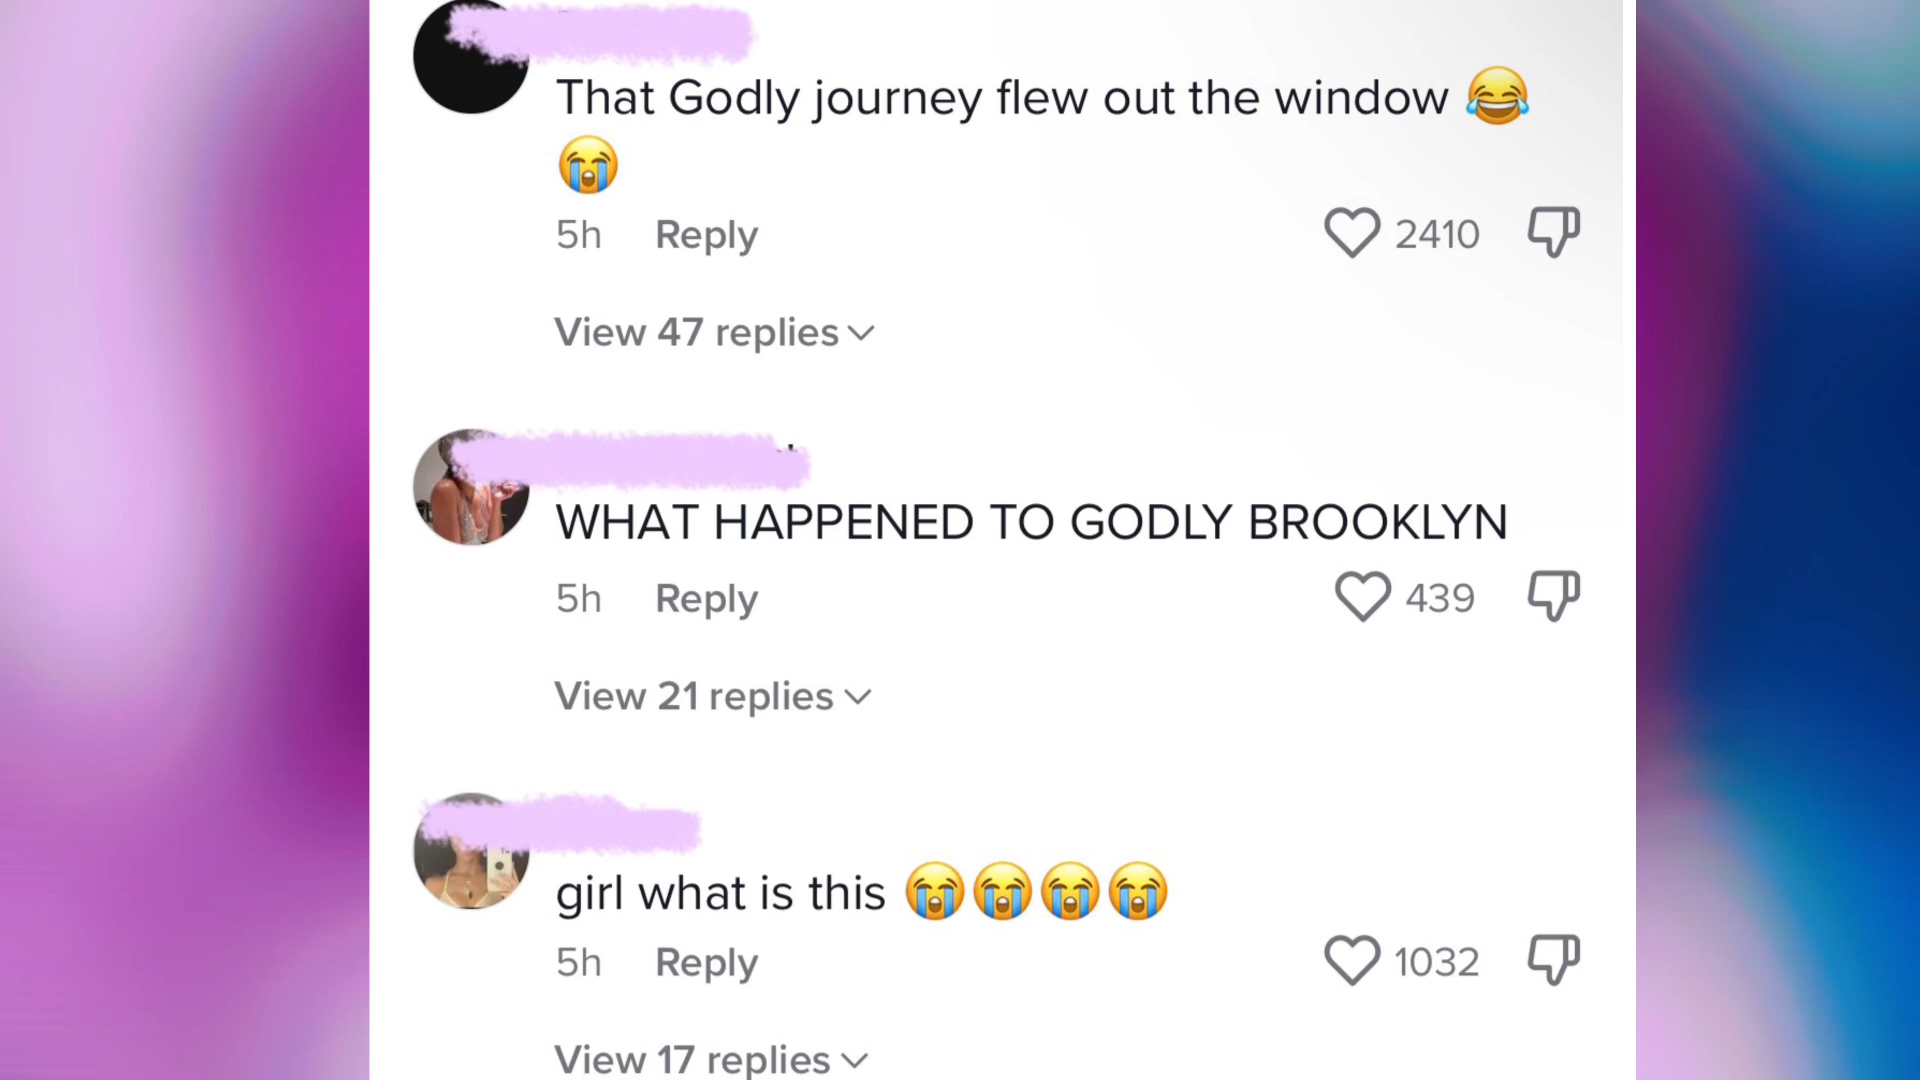 That Godly journey flew out the window 😂
😭
5h Reply 2410
View 47 replies
WHAT HAPPENED TO GODLY BROOKLYN
5h Reply 439
View 21 replies
girl what is this 😭😭😭😭
5h Reply 1032
View 17 replies